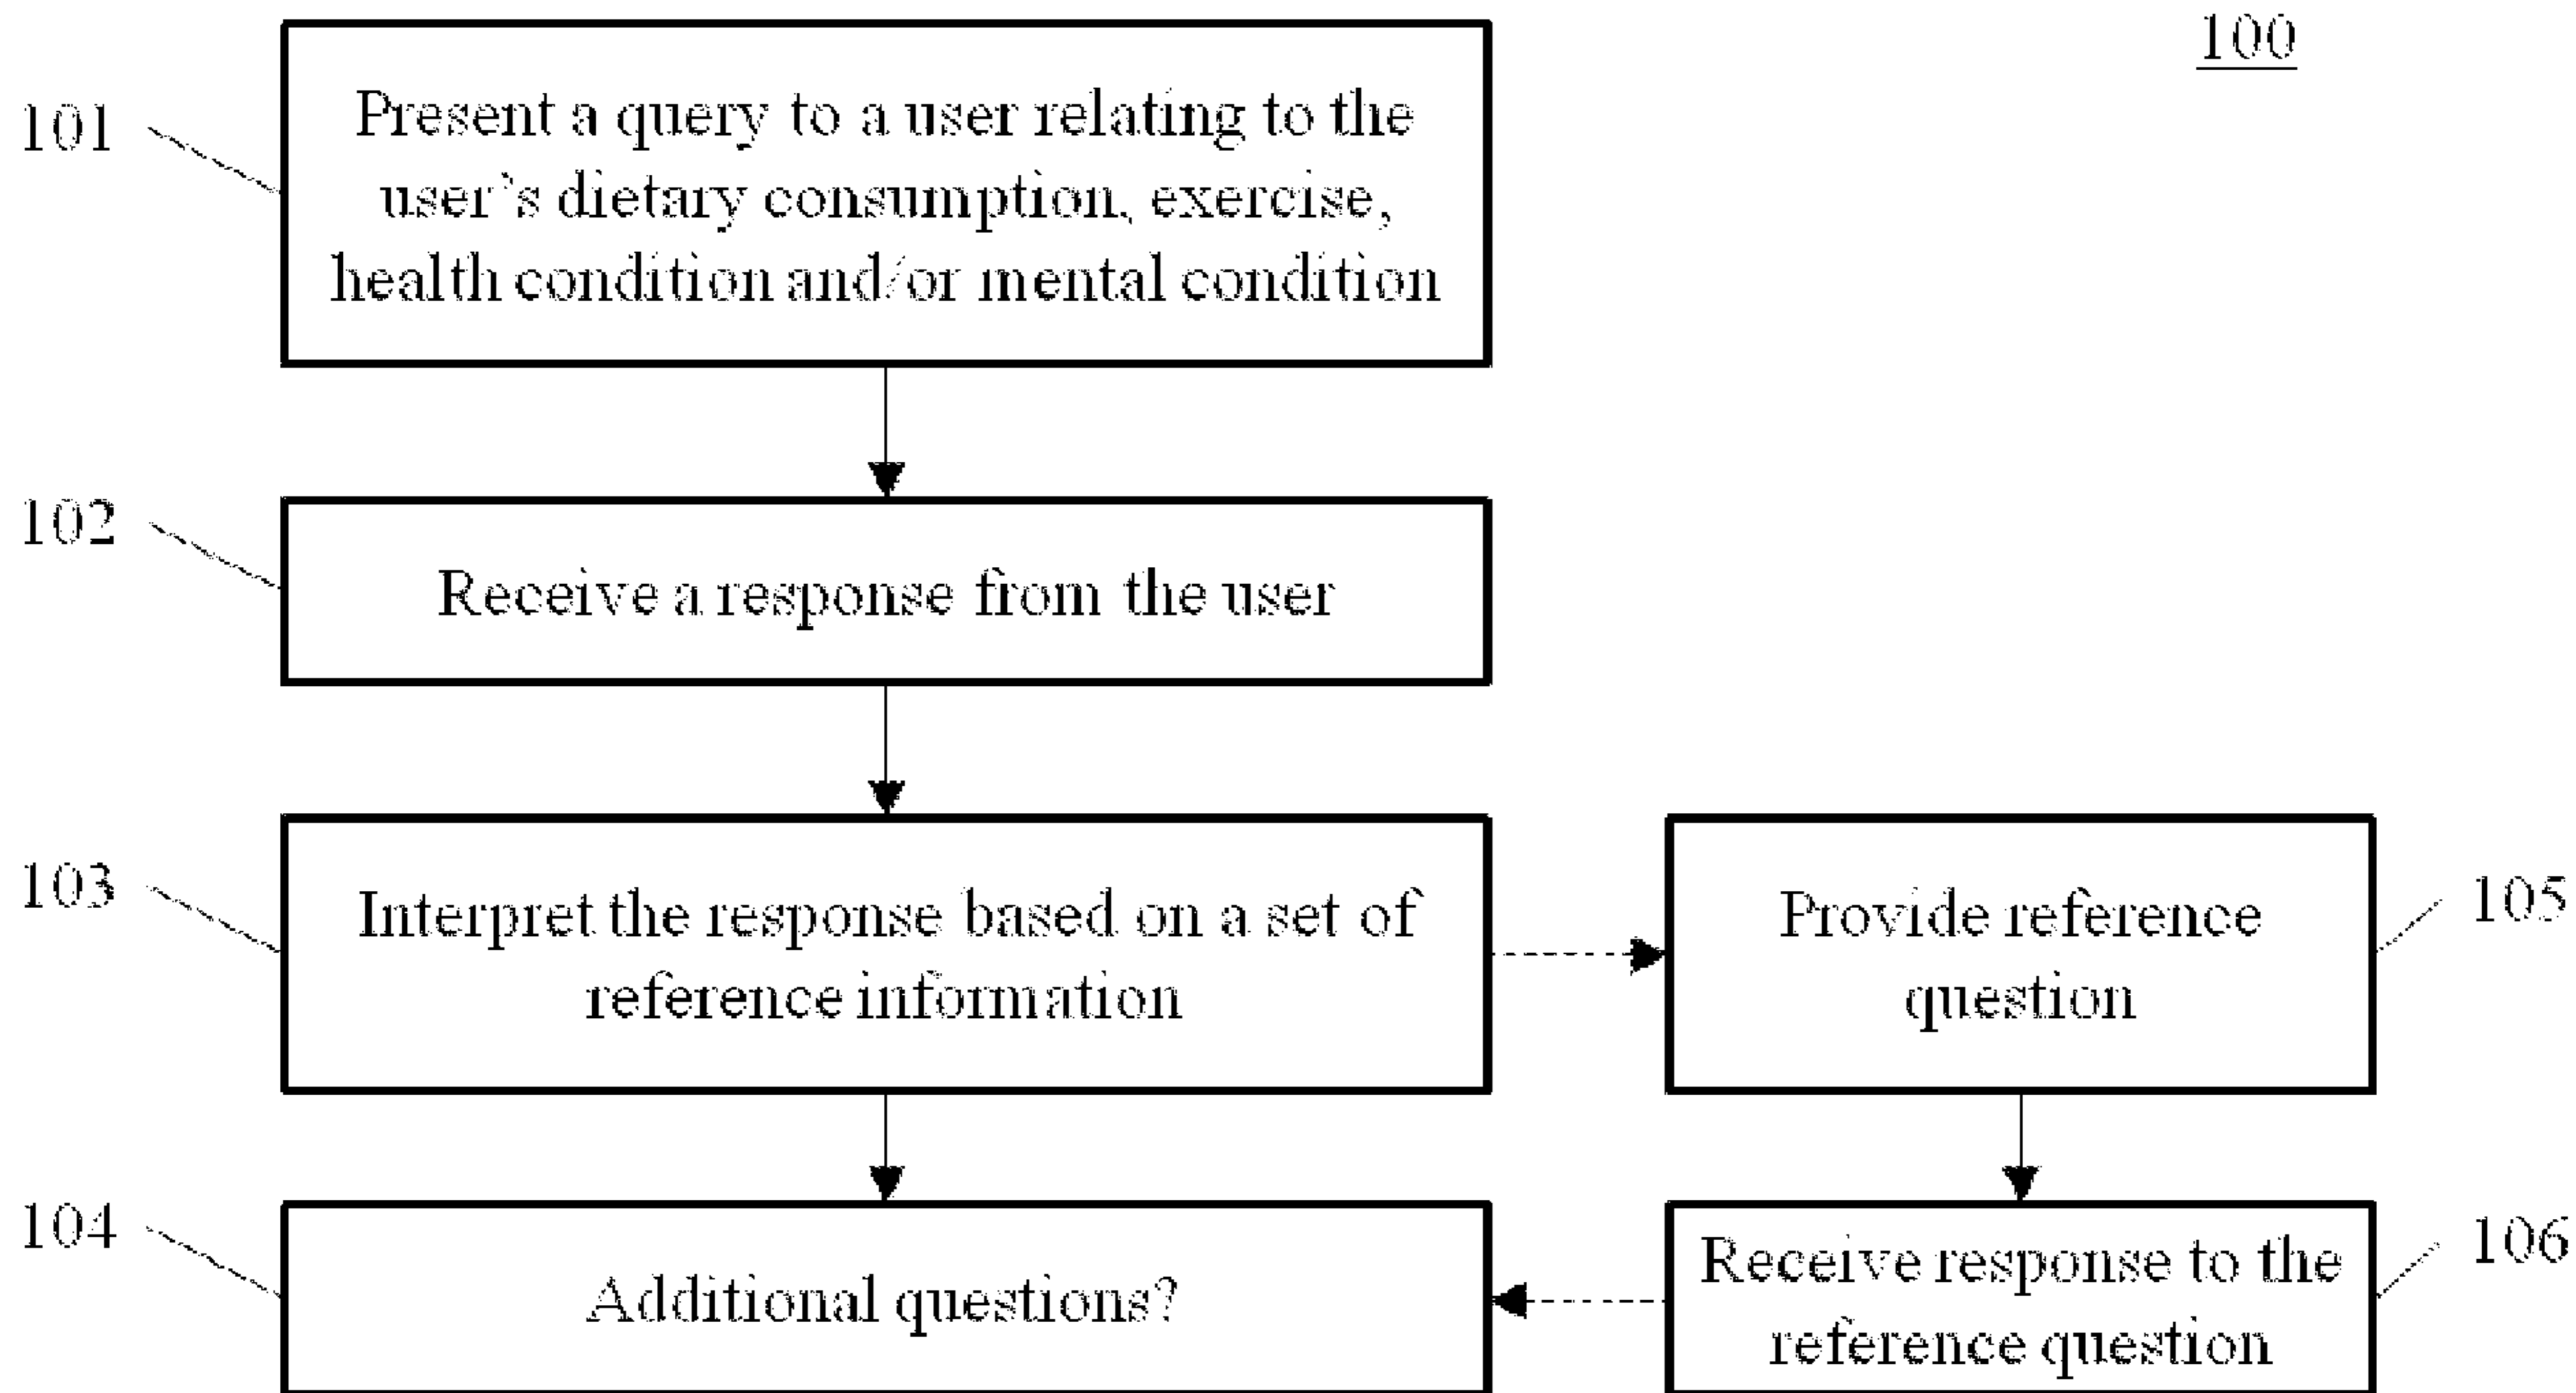 100
101
Present a query to a user relating to the
user's dietary consumption, exercise,
health condition and/or mental condition
102
Receive a response from the user
103
Interpret the response based on a set of
reference information
Provide reference
question
105
104
Additional questions?
Receive response to the
reference question
106